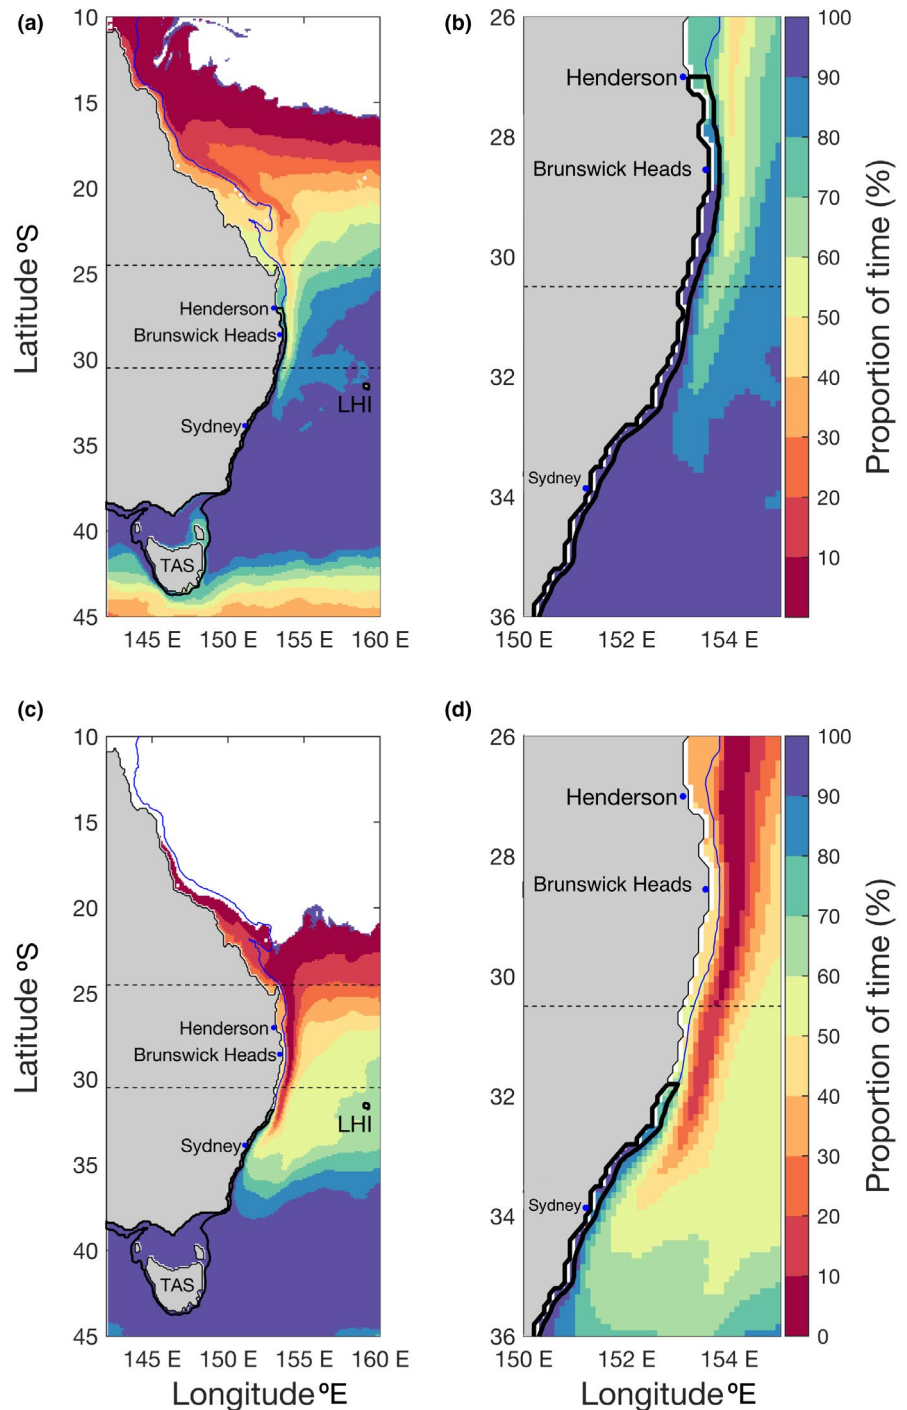 (a)
10
15
20
25
30
35
40
45
Latitude ºS
Henderson
Brunswick Heads
LHI
Sydney
TAS
145 E 150 E 155 E 160 E
(b)
26
28
30
32
34
36
Henderson
Brunswick Heads
Sydney
150 E 152 E 154 E
100
90
80
70
60
50
40
30
20
10
Proportion of time (%)
(c)
10
15
20
25
30
35
40
45
Latitude ºS
Henderson
Brunswick Heads
LHI
Sydney
TAS
145 E 150 E 155 E 160 E
Longitude ºE
(d)
26
28
30
32
34
36
Henderson
Brunswick Heads
Sydney
150 E 152 E 154 E
Longitude ºE
100
90
80
70
60
50
40
30
20
10
0
Proportion of time (%)